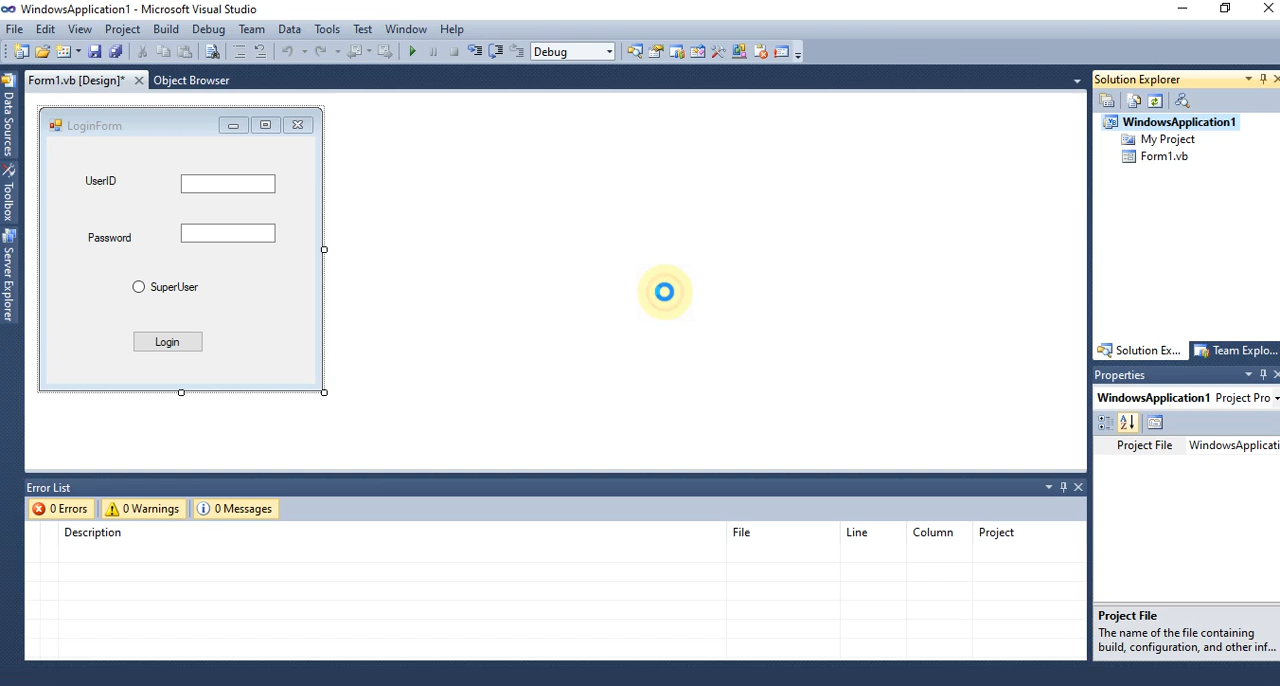 WindowsApplication1 - Microsoft Visual Studio
File Edit View Project Build Debug Team Data Tools Test Window Help
Debug
Form1.vb [Design]* Object Browser
Data Sources
Toolbox
Server Explorer
LoginForm
UserID
Password
SuperUser
Login
Solution Explorer
WindowsApplication1
My Project
Form1.vb
Solution Ex... Team Explo...
Properties
WindowsApplication1 Project Pro
Project File WindowsApplicati
Project File
The name of the file containing
build, configuration, and other inf...
Error List
0 Errors 0 Warnings 0 Messages
Description File Line Column Project